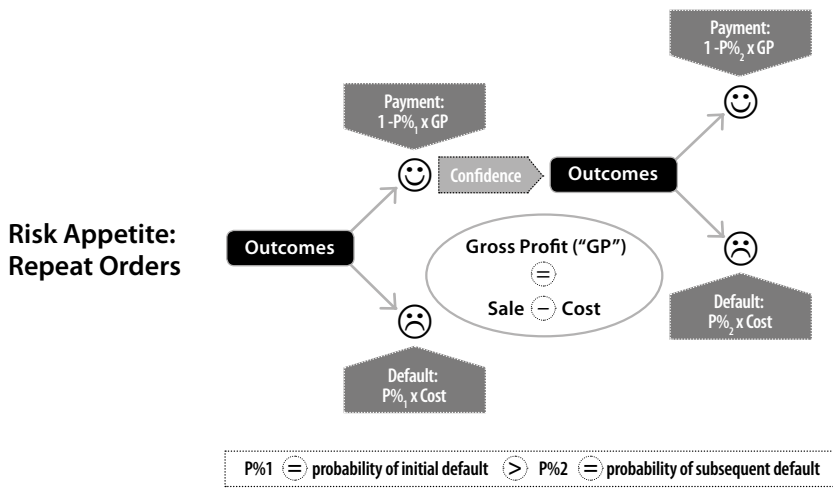 Payment:
1 -P%₂ x GP
Payment:
1 -P%₁ x GP
Confidence
Outcomes
Risk Appetite:
Repeat Orders
Outcomes
Gross Profit (“GP”)
=
Sale − Cost
Default:
P%₂ x Cost
Default:
P%₁ x Cost
P%1 = probability of initial default > P%2 = probability of subsequent default